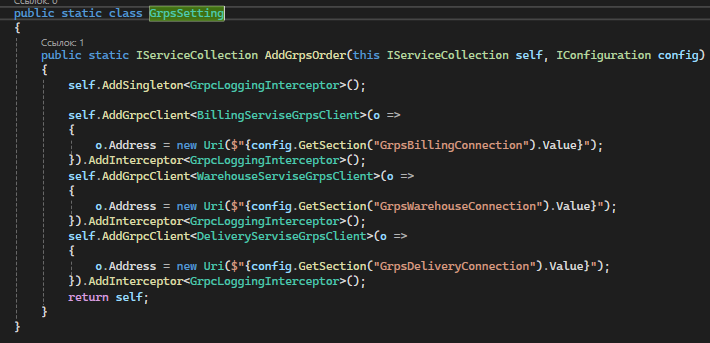 Ссылок: 0
public static class GrpsSetting
{
Ссылок: 1
public static IServiceCollection AddGrpsOrder(this IServiceCollection self, IConfiguration config)
{
self.AddSingleton<GrpcLoggingInterceptor>();
self.AddGrpcClient<BillingServiseGrpsClient>(o =>
{
o.Address = new Uri($"{config.GetSection("GrpsBillingConnection").Value}");
}).AddInterceptor<GrpcLoggingInterceptor>();
self.AddGrpcClient<WarehouseServiseGrpsClient>(o =>
{
o.Address = new Uri($"{config.GetSection("GrpsWarehouseConnection").Value}");
}).AddInterceptor<GrpcLoggingInterceptor>();
self.AddGrpcClient<DeliveryServiseGrpsClient>(o =>
{
o.Address = new Uri($"{config.GetSection("GrpsDeliveryConnection").Value}");
}).AddInterceptor<GrpcLoggingInterceptor>();
return self;
}
}